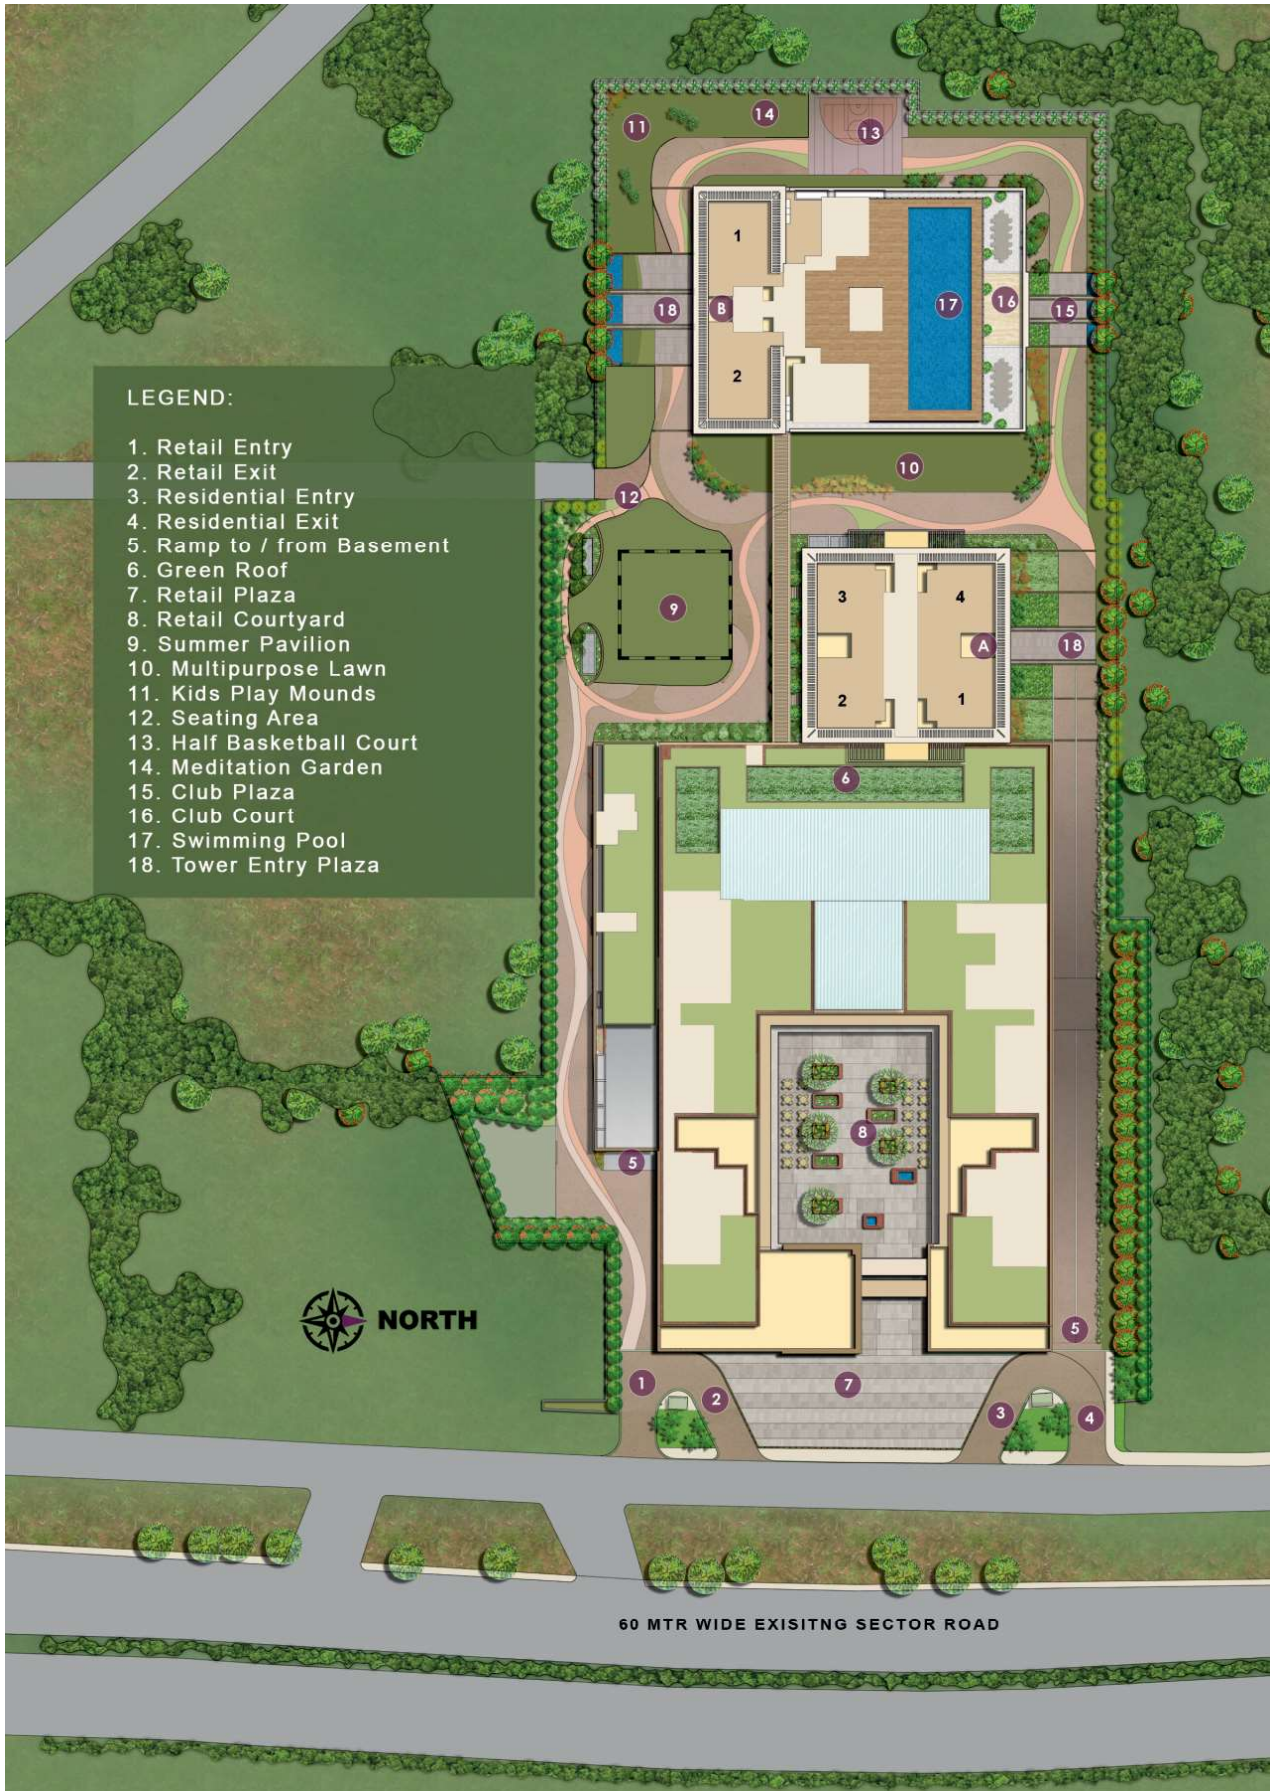 11
14
13
1
B
2
18
17
16
15
LEGEND:
1. Retail Entry
2. Retail Exit
3. Residential Entry
4. Residential Exit
5. Ramp to / from Basement
6. Green Roof
7. Retail Plaza
8. Retail Courtyard
9. Summer Pavilion
10. Multipurpose Lawn
11. Kids Play Mounds
12. Seating Area
13. Half Basketball Court
14. Meditation Garden
15. Club Plaza
16. Club Court
17. Swimming Pool
18. Tower Entry Plaza
10
12
9
3
4
A
18
2
1
6
8
5
NORTH
5
1
2
7
3
4
60 MTR WIDE EXISITNG SECTOR ROAD